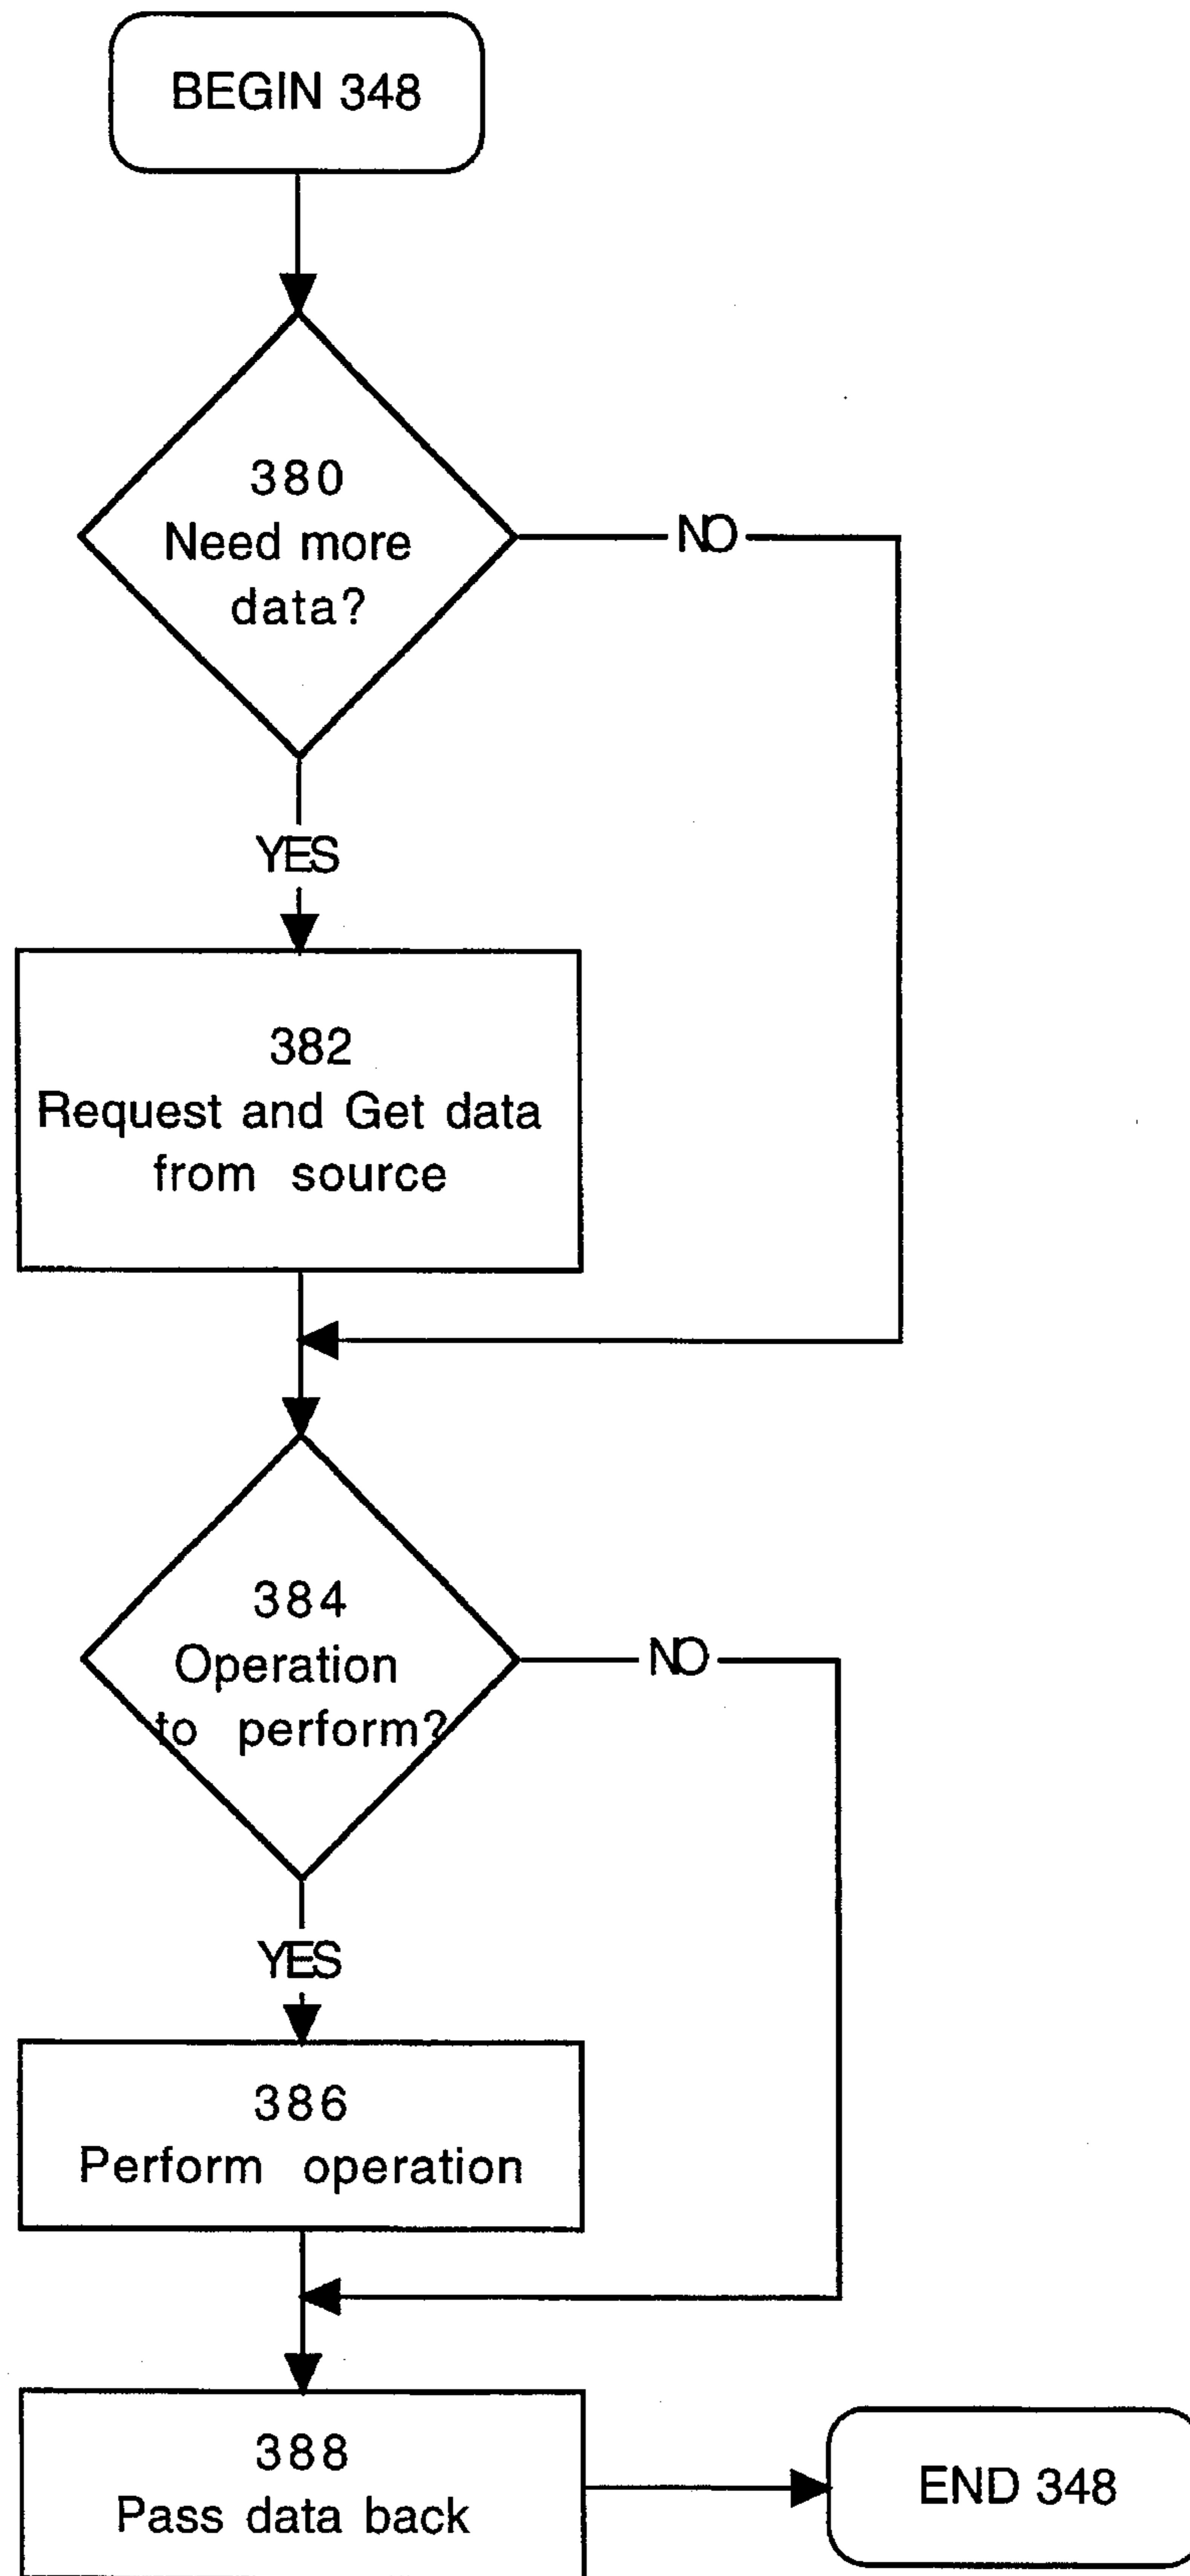 BEGIN 348
380
Need more
data?
NO
YES
382
Request and Get data
from source
384
Operation
to perform?
NO
YES
386
Perform operation
388
Pass data back
END 348